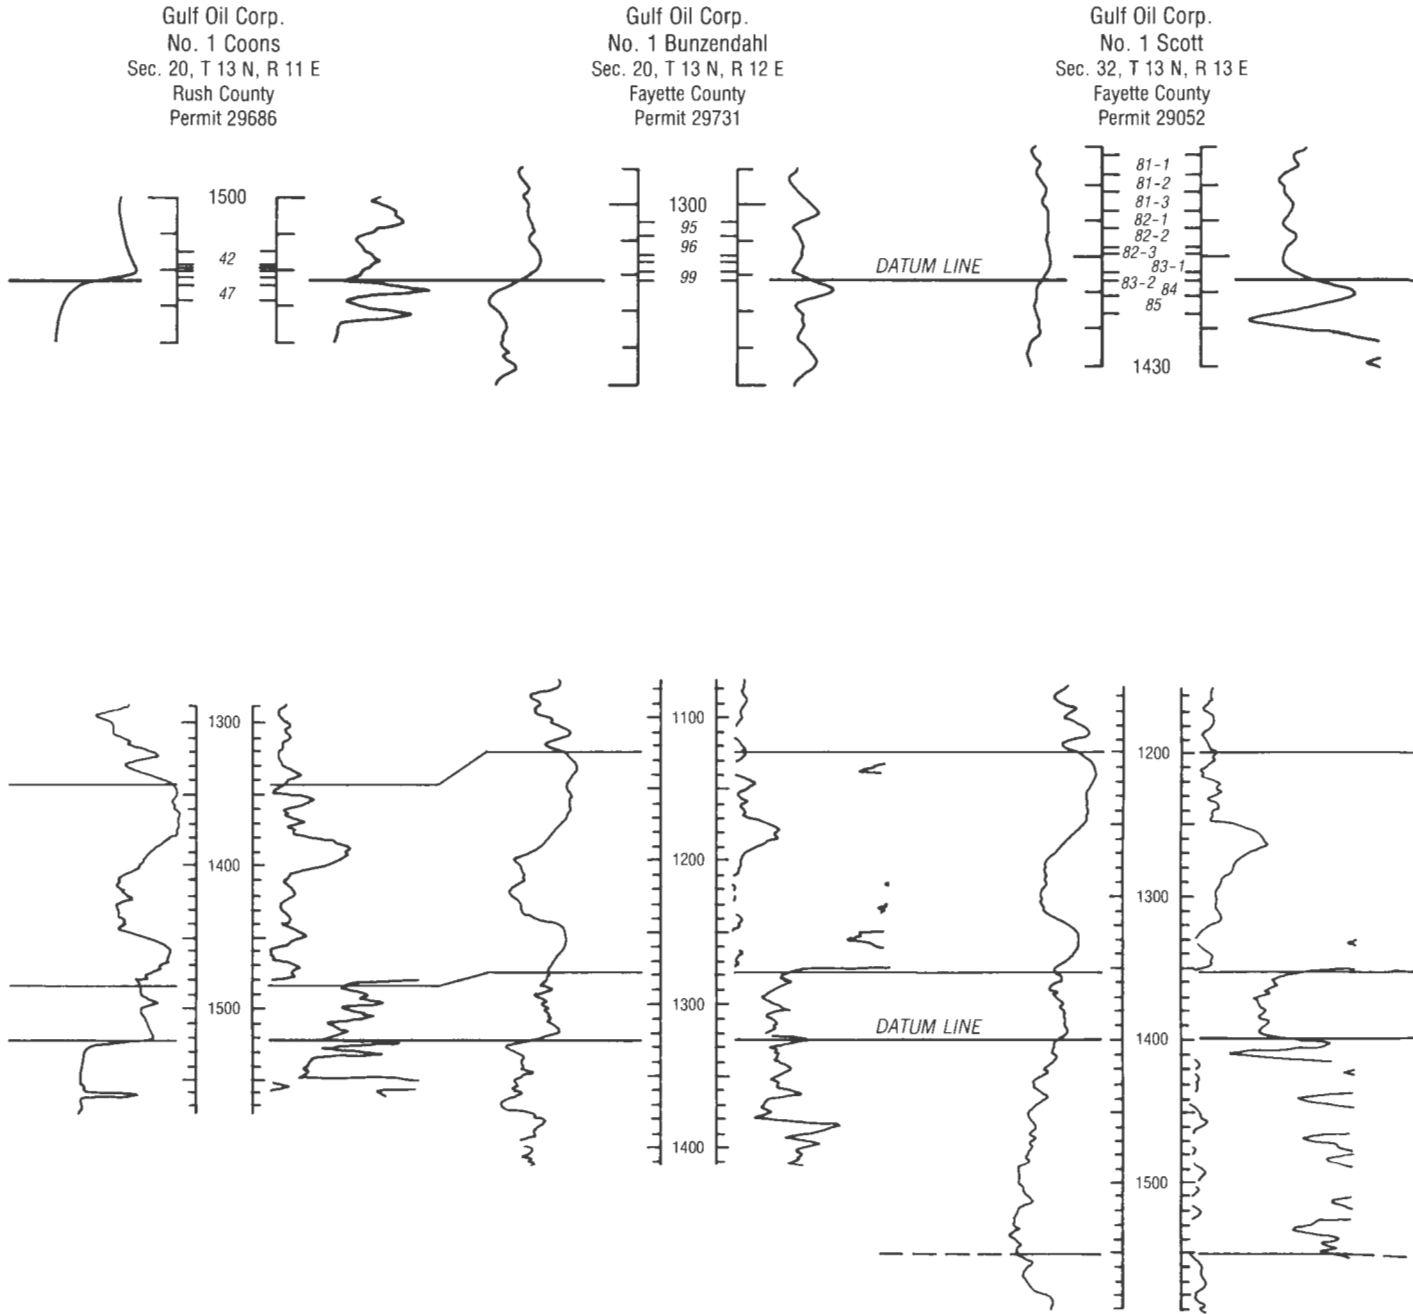 Gulf Oil Corp.
No. 1 Coons
Sec. 20, T 13 N, R 11 E
Rush County
Permit 29686
Gulf Oil Corp.
No. 1 Bunzendahl
Sec. 20, T 13 N, R 12 E
Fayette County
Permit 29731
Gulf Oil Corp.
No. 1 Scott
Sec. 32, T 13 N, R 13 E
Fayette County
Permit 29052
1500
42
47
1300
95
96
99
DATUM LINE
81-1
81-2
81-3
82-1
82-2
82-3
83-1
83-2 84
85
1430
1300
1400
1500
1100
1200
1300
1400
DATUM LINE
1200
1300
1400
1500